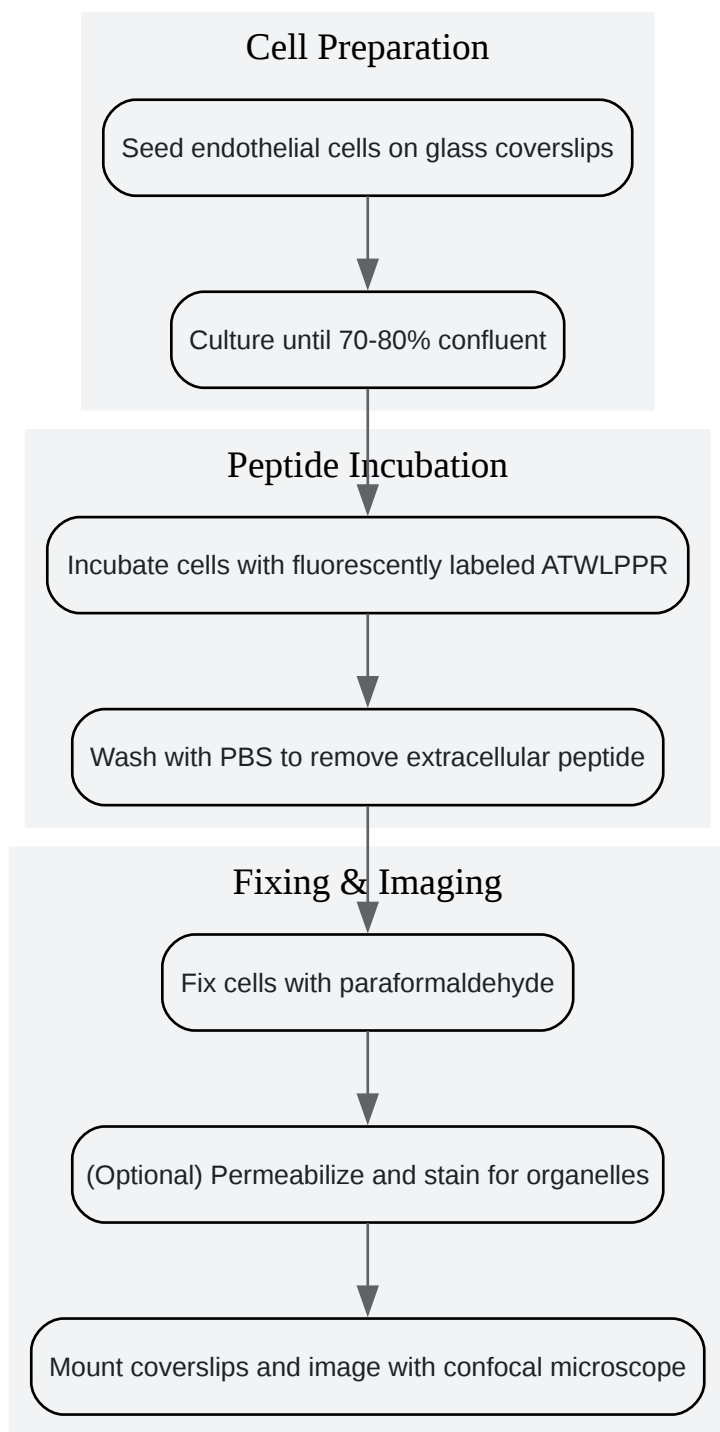 Cell Preparation
Seed endothelial cells on glass coverslips
Culture until 70-80% confluent
Peptide Incubation
Incubate cells with fluorescently labeled ATWLPPR
Wash with PBS to remove extracellular peptide
Fixing & Imaging
Fix cells with paraformaldehyde
(Optional) Permeabilize and stain for organelles
Mount coverslips and image with confocal microscope